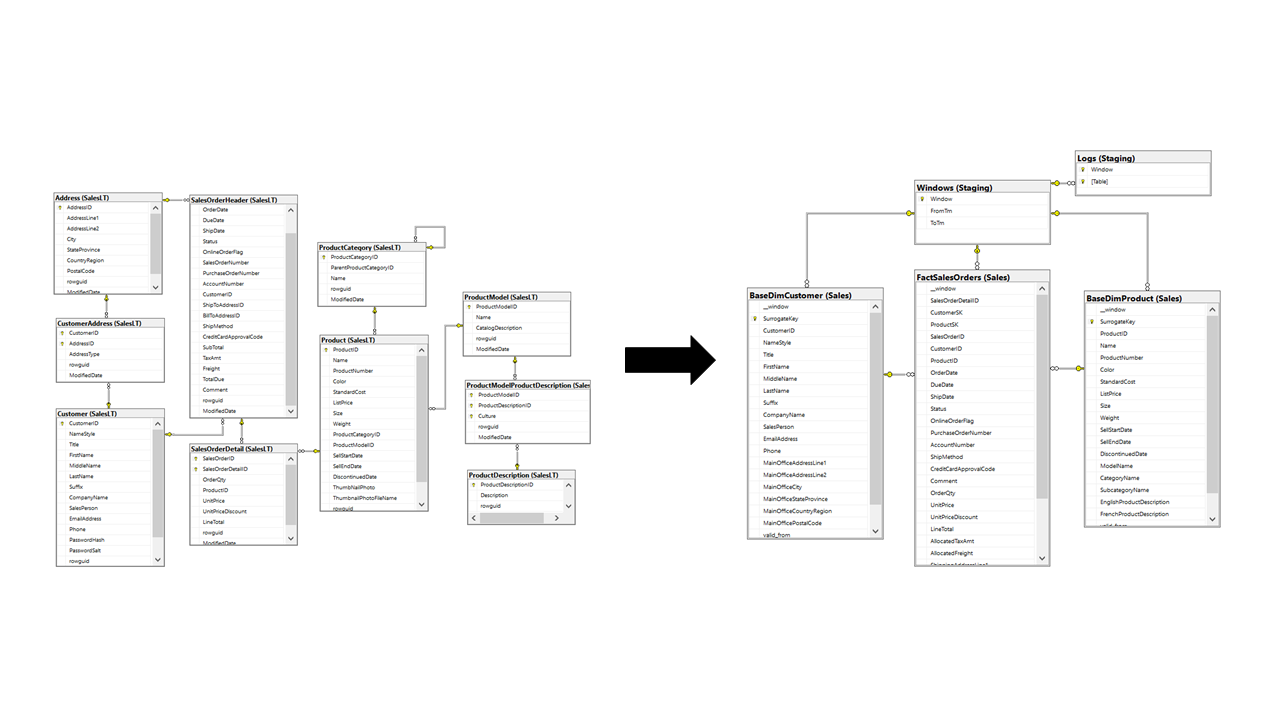 Address (SalesLT)
AddressID
AddressLine1
AddressLine2
City
StateProvince
CountryRegion
PostalCode
rowguid
ModifiedDate
CustomerAddress (SalesLT)
CustomerID
AddressID
AddressType
rowguid
ModifiedDate
Customer (SalesLT)
CustomerID
NameStyle
Title
FirstName
MiddleName
LastName
Suffix
CompanyName
SalesPerson
EmailAddress
Phone
PasswordHash
PasswordSalt
rowguid
SalesOrderHeader (SalesLT)
OrderDate
DueDate
ShipDate
Status
OnlineOrderFlag
SalesOrderNumber
PurchaseOrderNumber
AccountNumber
CustomerID
ShipToAddressID
BillToAddressID
ShipMethod
CreditCardApprovalCode
SubTotal
TaxAmt
Freight
TotalDue
Comment
rowguid
ModifiedDate
SalesOrderDetail (SalesLT)
SalesOrderID
SalesOrderDetailID
OrderQty
ProductID
UnitPrice
UnitPriceDiscount
LineTotal
rowguid
ModifiedDate
ProductCategory (SalesLT)
ProductCategoryID
ParentProductCategoryID
Name
rowguid
ModifiedDate
Product (SalesLT)
ProductID
Name
ProductNumber
Color
StandardCost
ListPrice
Size
Weight
ProductCategoryID
ProductModelID
SellStartDate
SellEndDate
DiscontinuedDate
ThumbNailPhoto
ThumbnailPhotoFileName
rowguid
ProductModel (SalesLT)
ProductModelID
Name
CatalogDescription
rowguid
ModifiedDate
ProductModelProductDescription (Sales
ProductModelID
ProductDescriptionID
Culture
rowguid
ModifiedDate
ProductDescription (SalesLT)
ProductDescriptionID
Description
rowguid
BaseDimCustomer (Sales)
__window
SurrogateKey
CustomerID
NameStyle
Title
FirstName
MiddleName
LastName
Suffix
CompanyName
SalesPerson
EmailAddress
Phone
MainOfficeAddressLine1
MainOfficeAddressLine2
MainOfficeCity
MainOfficeStateProvince
MainOfficeCountryRegion
MainOfficePostalCode
valid_from
Windows (Staging)
Window
FromTm
ToTm
Logs (Staging)
Window
[Table]
FactSalesOrders (Sales)
__window
SalesOrderDetailID
CustomerSK
ProductSK
SalesOrderID
CustomerID
ProductID
OrderDate
DueDate
ShipDate
Status
OnlineOrderFlag
PurchaseOrderNumber
AccountNumber
ShipMethod
CreditCardApprovalCode
Comment
OrderQty
UnitPrice
UnitPriceDiscount
LineTotal
AllocatedTaxAmt
AllocatedFreight
ShippingAddressLine1
BaseDimProduct (Sales)
__window
SurrogateKey
ProductID
Name
ProductNumber
Color
StandardCost
ListPrice
Size
Weight
SellStartDate
SellEndDate
DiscontinuedDate
ModelName
CategoryName
SubcategoryName
EnglishProductDescription
FrenchProductDescription
valid_from